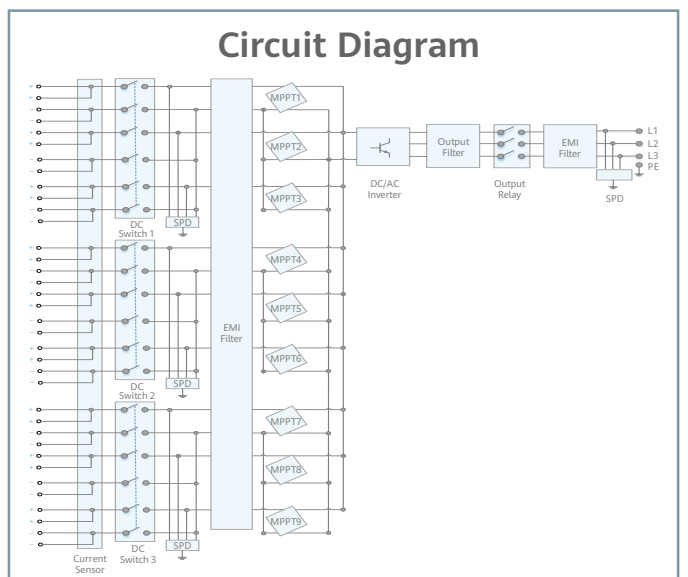 Circuit Diagram
MPPT1
MPPT2
MPPT3
DC
Switch 1
SPD
MPPT4
MPPT5
MPPT6
DC
Switch 2
SPD
MPPT7
MPPT8
MPPT9
DC
Switch 3
SPD
Current
Sensor
EMI
Filter
DC/AC
Inverter
Output
Filter
Output
Relay
EMI
Filter
L1
L2
L3
PE
SPD